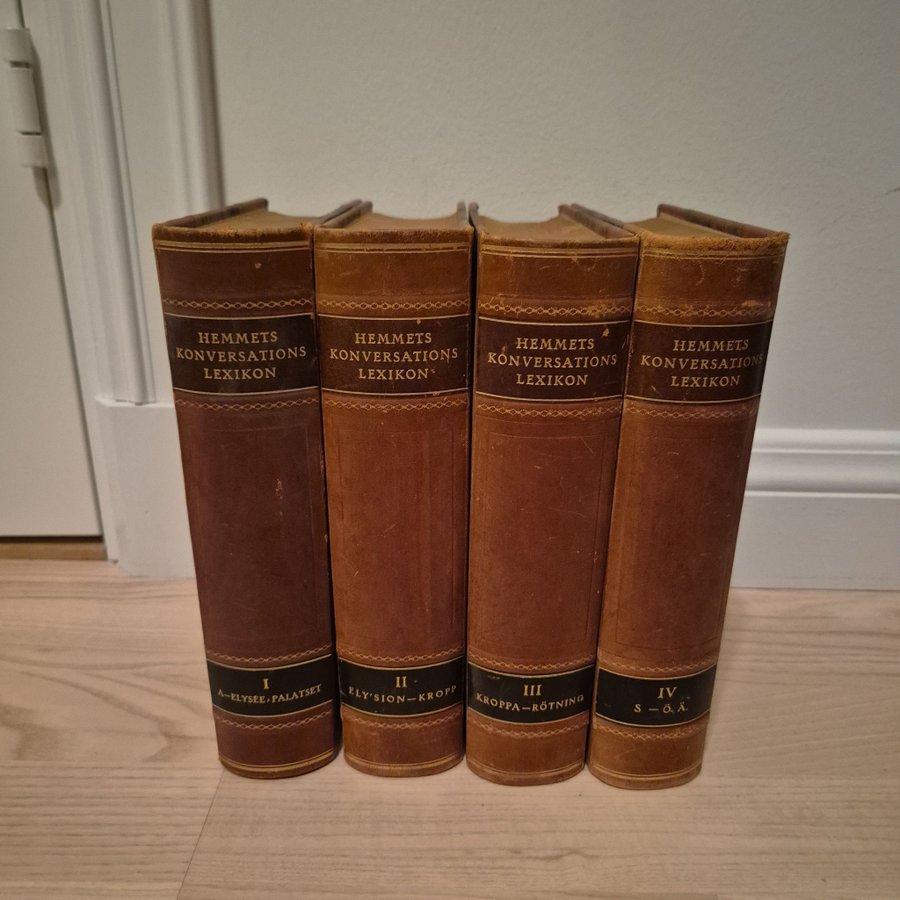 HEMMETS
KONVERSATIONS
LEXIKON
I
A–ELYSÉE-PALATSET
HEMMETS
KONVERSATIONS
LEXIKON
II
ELY'SION–KROPP
HEMMETS
KONVERSATIONS
LEXIKON
III
KROPPA–RÖTNING
HEMMETS
KONVERSATIONS
LEXIKON
IV
S–Ö.Ä.